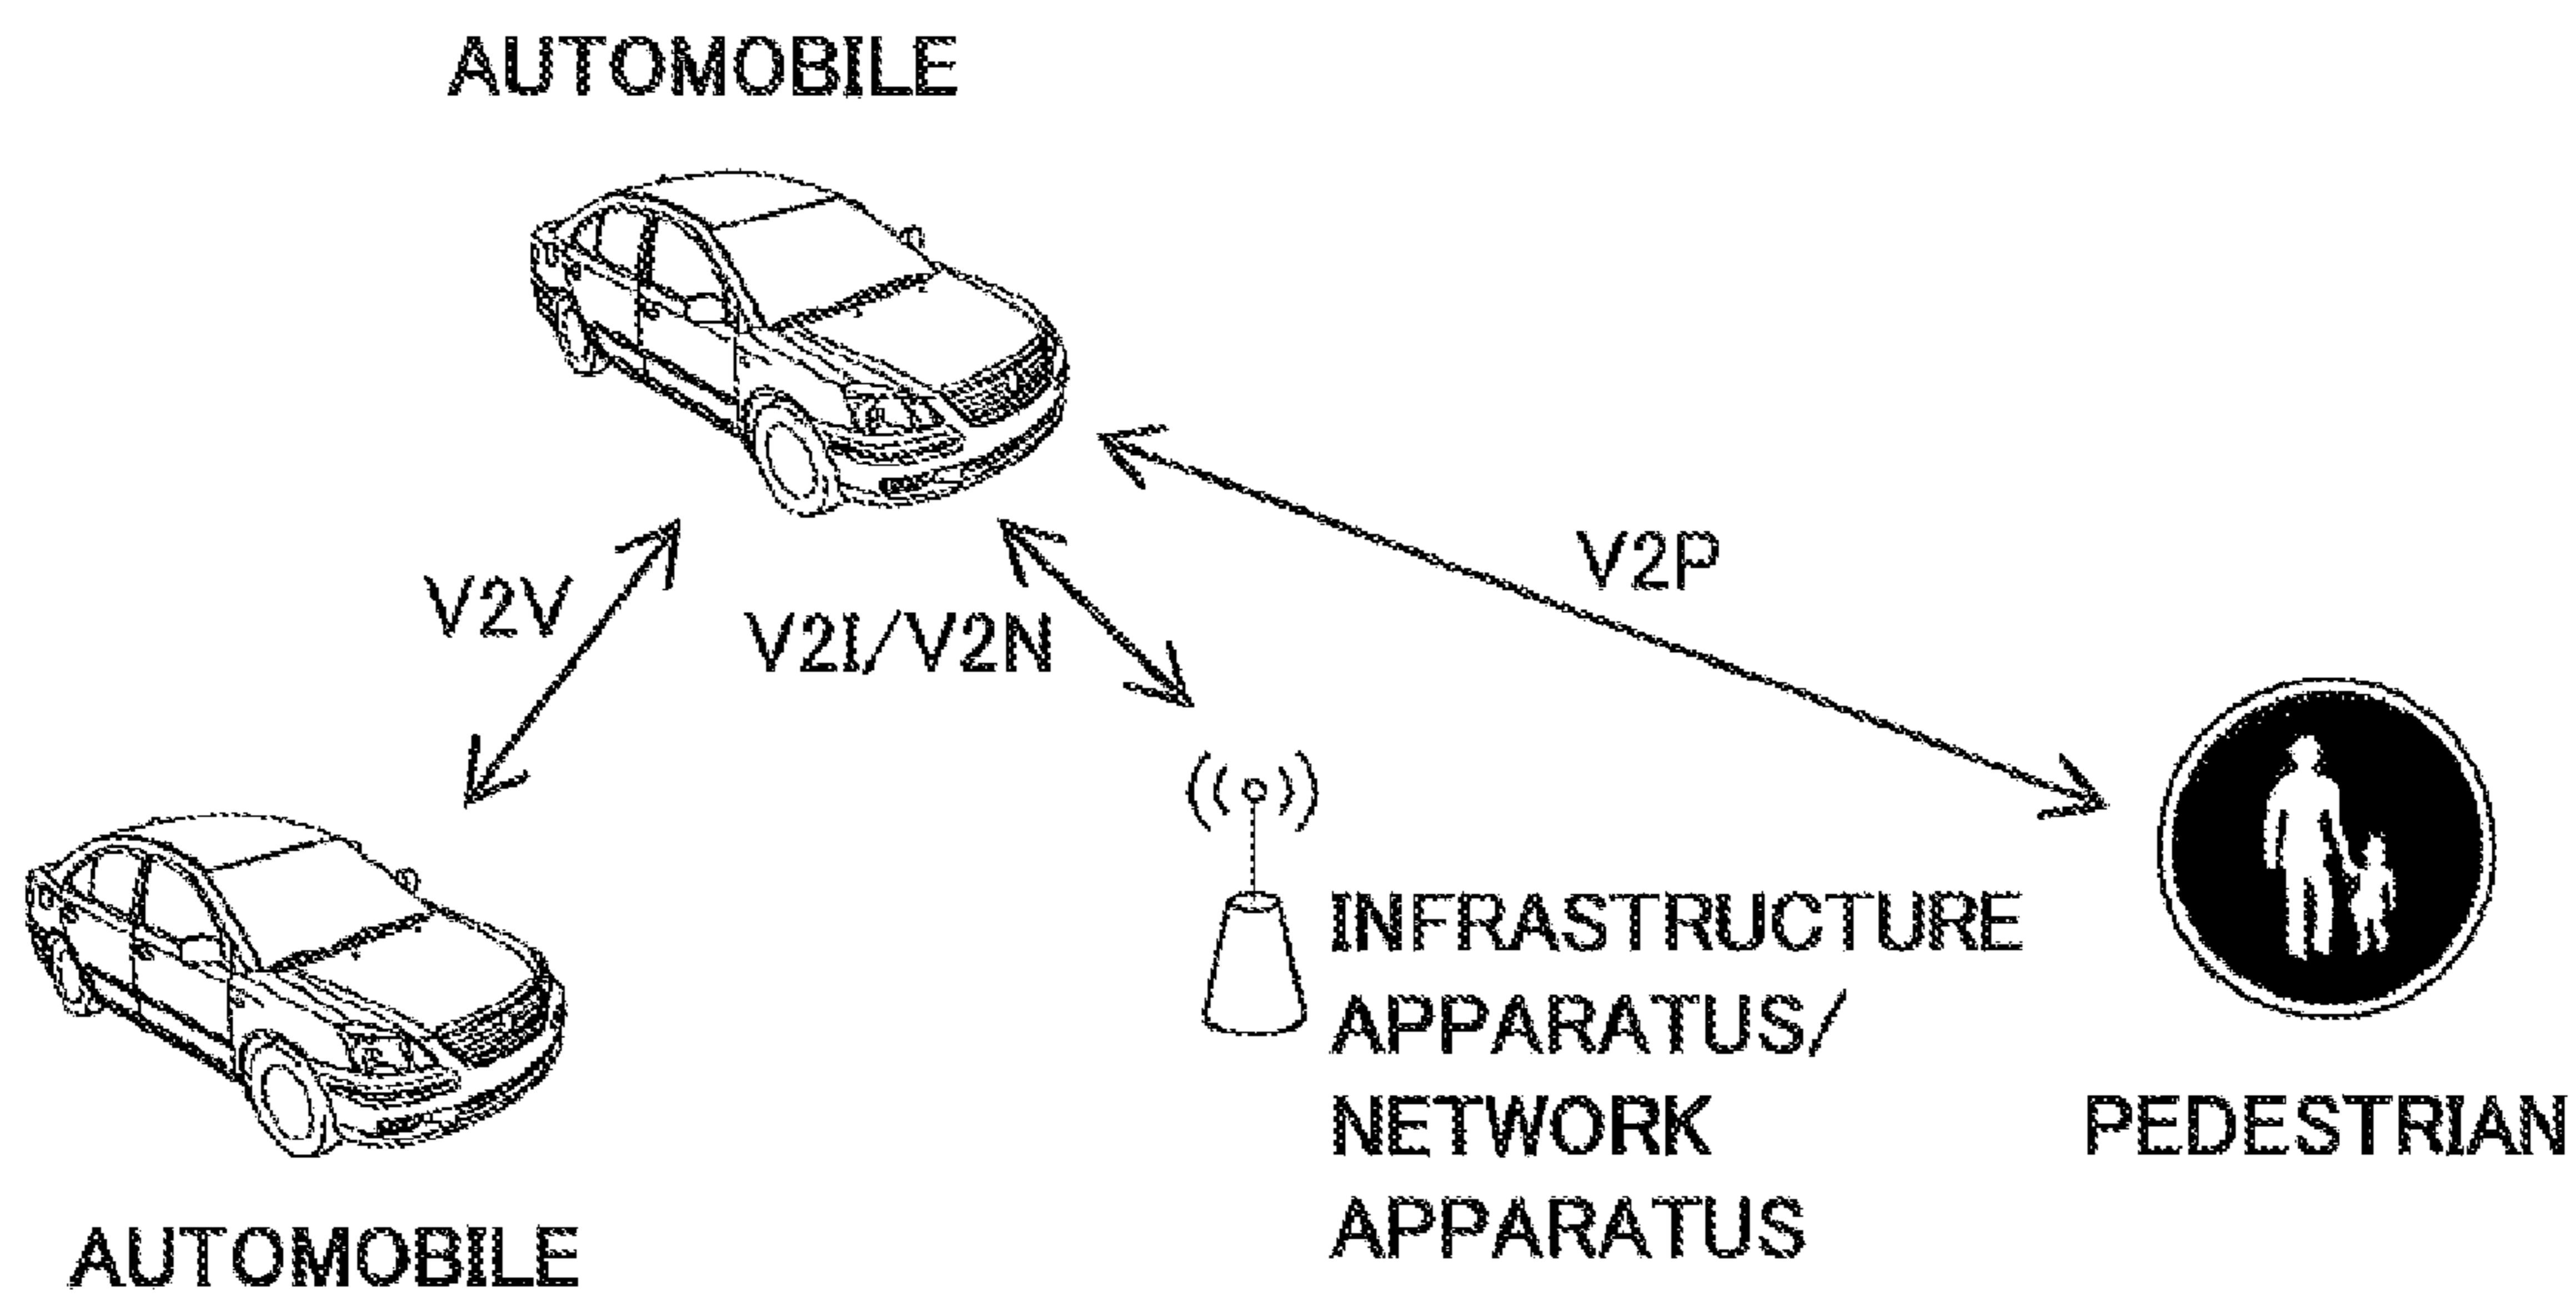 AUTOMOBILE
V2P
V2V
V2I/V2N
INFRASTRUCTURE
APPARATUS/
NETWORK
APPARATUS
PEDESTRIAN
AUTOMOBILE